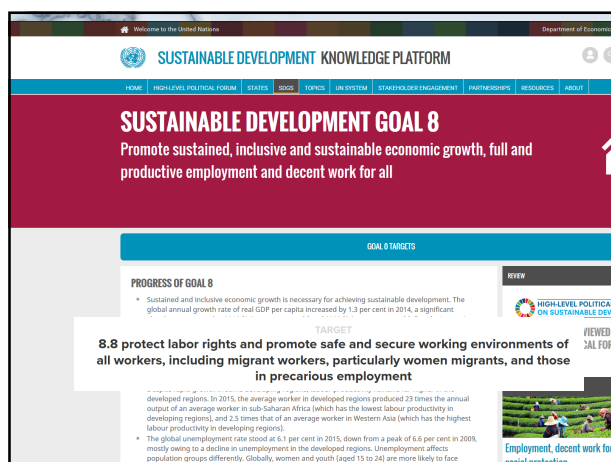 Welcome to the United Nations
Department of Economic
SUSTAINABLE DEVELOPMENT KNOWLEDGE PLATFORM
HOME HIGH-LEVEL POLITICAL FORUM STATES SDGS TOPICS UN SYSTEM STAKEHOLDER ENGAGEMENT PARTNERSHIPS RESOURCES ABOUT
SUSTAINABLE DEVELOPMENT GOAL 8
Promote sustained, inclusive and sustainable economic growth, full and
productive employment and decent work for all
GOAL 0 TARGETS
PROGRESS OF GOAL 8
Sustained and inclusive economic growth is necessary for achieving sustainable development. The
global annual growth rate of real GDP per capita increased by 1.3 per cent in 2014, a significant
REVIEW
HIGH-LEVEL POLITICA
ON SUSTAINABLE DEV
TARGET
8.8 protect labor rights and promote safe and secure working environments of
all workers, including migrant workers, particularly women migrants, and those
in precarious employment
VIEWED
CAL FOR
developed regions. In 2015, the average worker in developed regions produced 23 times the annual
output of an average worker in sub-Saharan Africa (which has the lowest labour productivity in
developing regions), and 2.5 times that of an average worker in Western Asia (which has the highest
labour productivity in developing regions).
The global unemployment rate stood at 6.1 per cent in 2015, down from a peak of 6.6 per cent in 2009,
mostly owing to a decline in unemployment in the developed regions. Unemployment affects
population groups differently. Globally, women and youth (aged 15 to 24) are more likely to face
Employment, decent work for
social protection